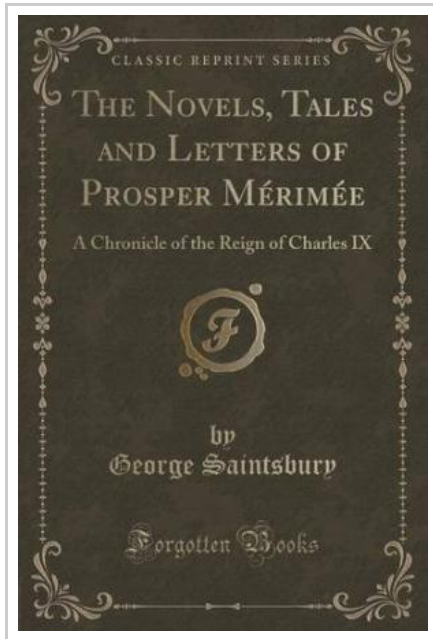 CLASSIC REPRINT SERIES
THE NOVELS, TALES
AND LETTERS OF
PROSPER MÉRIMÉE
A Chronicle of the Reign of Charles IX
F
by
George Saintsbury
Forgotten Books